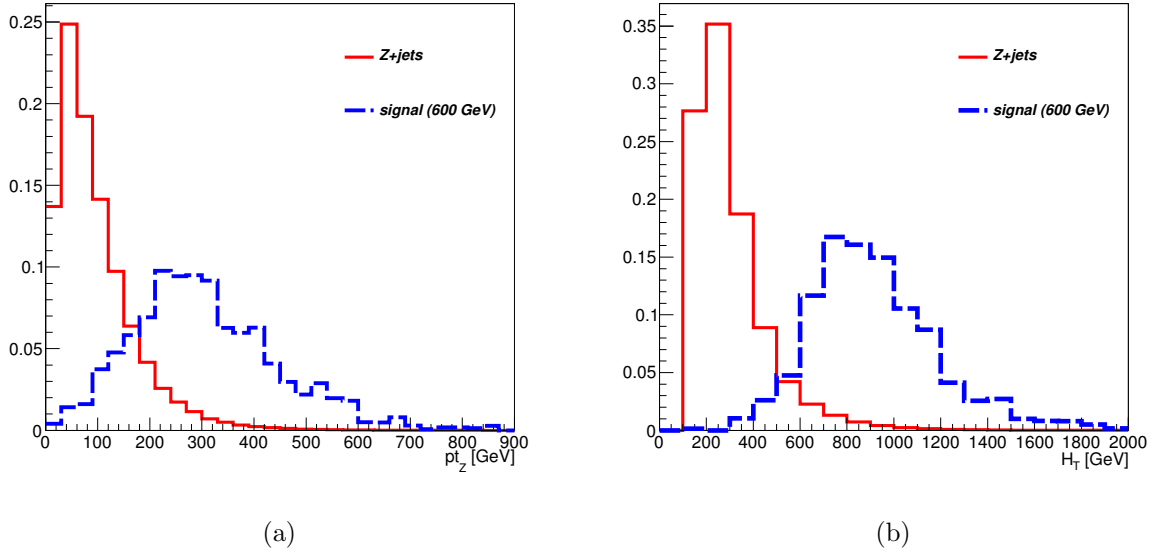 0.25
0.2
0.15
0.1
0.05
0
0 100 200 300 400 500 600 700 800 900
pt_Z [GeV]
Z+jets
signal (600 GeV)
(a)
0.35
0.3
0.25
0.2
0.15
0.1
0.05
0
0 200 400 600 800 1000 1200 1400 1600 1800 2000
H_T [GeV]
Z+jets
signal (600 GeV)
(b)